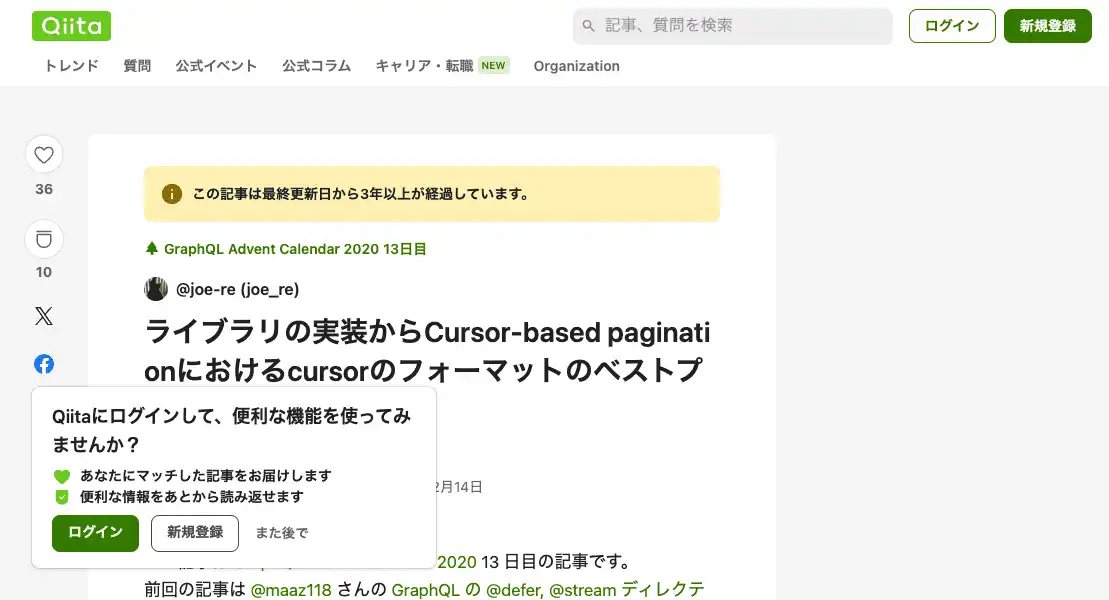 Qiita
記事、質問を検索
ログイン
新規登録
トレンド 質問 公式イベント 公式コラム キャリア・転職 NEW Organization
36
10
この記事は最終更新日から3年以上が経過しています。
GraphQL Advent Calendar 2020 13日目
@joe-re (joe_re)
ライブラリの実装からCursor-based paginati
onにおけるcursorのフォーマットのベストプ
Qiitaにログインして、便利な機能を使ってみ
ませんか？
あなたにマッチした記事をお届けします
便利な情報をあとから読み返せます
ログイン 新規登録 また後で
月14日
2020 13 日目の記事です。
前回の記事は @maaz118 さんの GraphQL の @defer, @stream ディレクテ